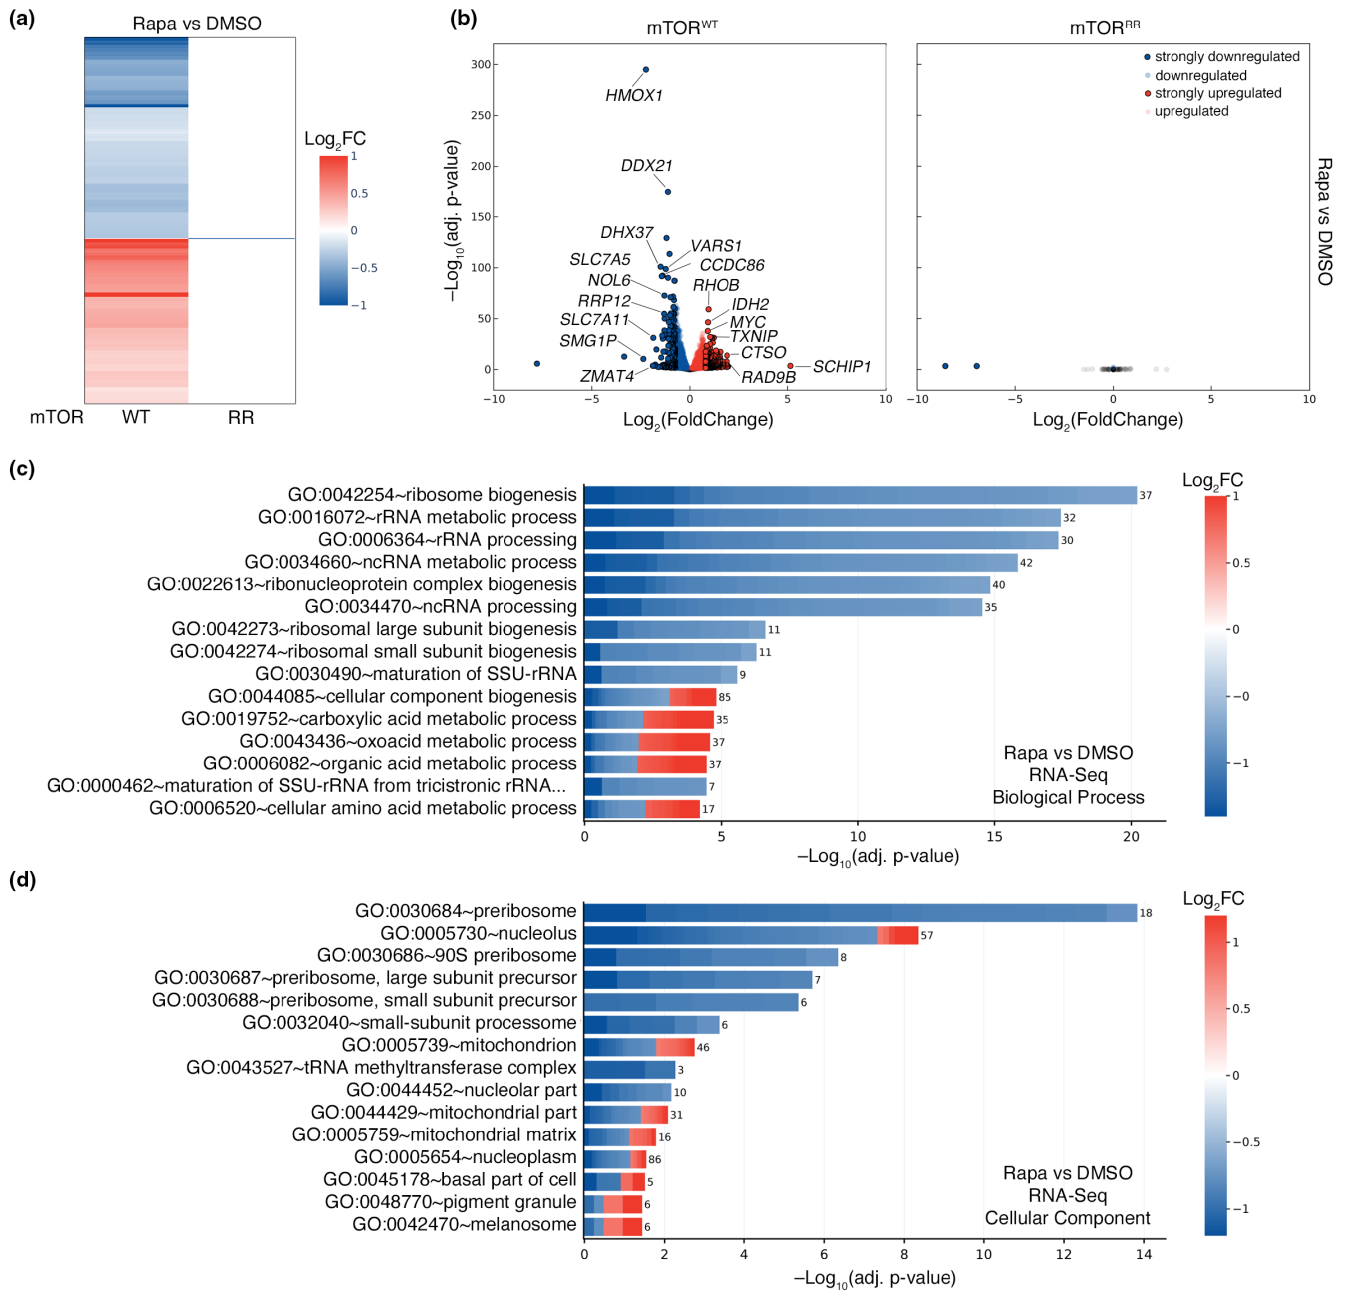 (a)
Rapa vs DMSO
Log2FC
1
0.5
0
−0.5
−1
mTOR WT RR
(b)
mTORWT
mTORRR
−Log10(adj. p-value)
300
250
200
150
100
50
0
HMOX1
DDX21
DHX37
VARS1
SLC7A5
CCDC86
NOL6
RHOB
RRP12
IDH2
SLC7A11
MYC
TXNIP
SMG1P
CTSO
SCHIP1
ZMAT4
RAD9B
−10 −5 0 5 10
Log2(FoldChange)
strongly downregulated
downregulated
strongly upregulated
upregulated
Rapa vs DMSO
−10 −5 0 5 10
Log2(FoldChange)
(c)
GO:0042254~ribosome biogenesis 37
GO:0016072~rRNA metabolic process 32
GO:0006364~rRNA processing 30
GO:0034660~ncRNA metabolic process 42
GO:0022613~ribonucleoprotein complex biogenesis 40
GO:0034470~ncRNA processing 35
GO:0042273~ribosomal large subunit biogenesis 11
GO:0042274~ribosomal small subunit biogenesis 11
GO:0030490~maturation of SSU-rRNA 9
GO:0044085~cellular component biogenesis 85
GO:0019752~carboxylic acid metabolic process 35
GO:0043436~oxoacid metabolic process 37
GO:0006082~organic acid metabolic process 37
GO:0000462~maturation of SSU-rRNA from tricistronic rRNA... 7
GO:0006520~cellular amino acid metabolic process 17
0 5 10 15 20
−Log10(adj. p-value)
Rapa vs DMSO
RNA-Seq
Biological Process
Log2FC
1
0.5
0
−0
−1
(d)
GO:0030684~preribosome 18
GO:0005730~nucleolus 57
GO:0030686~90S preribosome 8
GO:0030687~preribosome, large subunit precursor 7
GO:0030688~preribosome, small subunit precursor 6
GO:0032040~small-subunit processome 6
GO:0005739~mitochondrion 46
GO:0043527~tRNA methyltransferase complex 3
GO:0044452~nucleolar part 10
GO:0044429~mitochondrial part 31
GO:0005759~mitochondrial matrix 16
GO:0005654~nucleoplasm 86
GO:0045178~basal part of cell 5
GO:0048770~pigment granule 6
GO:0042470~melanosome 6
0 2 4 6 8 10 12 14
−Log10(adj. p-value)
Rapa vs DMSO
RNA-Seq
Cellular Component
Log2FC
1
0.5
0
−0.5
−1